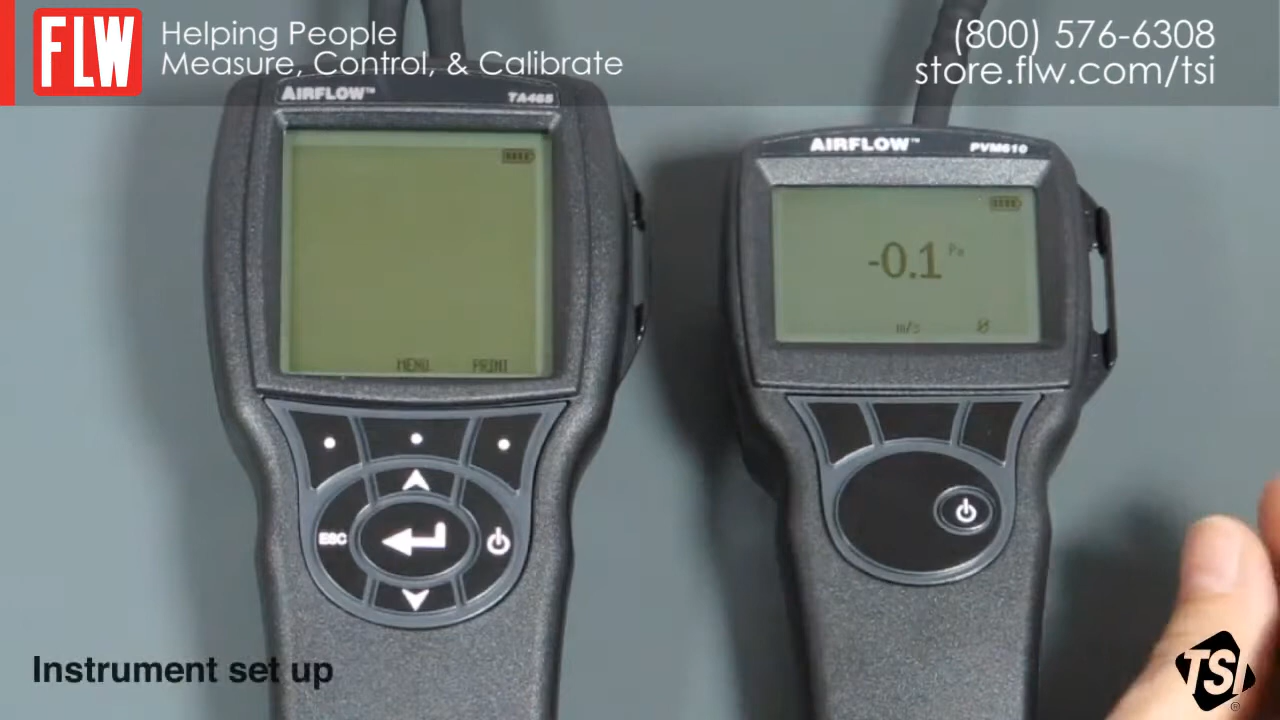 FLW
Helping People
Measure, Control, & Calibrate
(800) 576-6308
store.flw.com/tsi
AIRFLOW™ TA465
MENU PRINT
ESC
AIRFLOW™ PVM610
-0.1 Pa
m/s
Instrument set up
TSI®